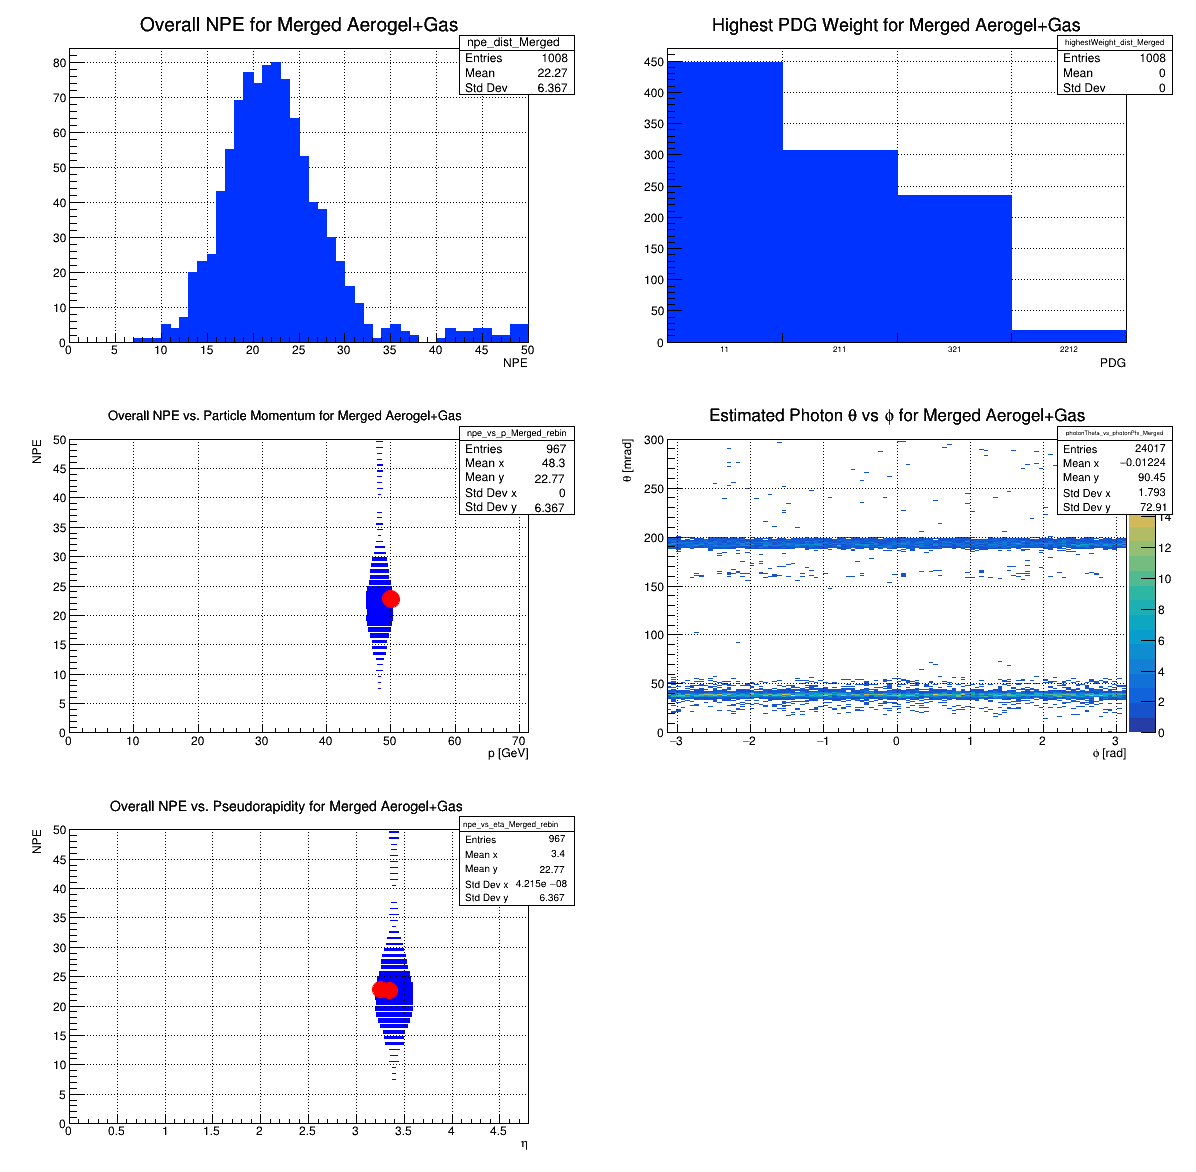 Overall NPE for Merged Aerogel+Gas
npe_dist_Merged
Entries 1008
Mean 22.27
Std Dev 6.367
80
70
60
50
40
30
20
10
0
0 5 10 15 20 25 30 35 40 45 50
NPE
Highest PDG Weight for Merged Aerogel+Gas
highestWeight_dist_Merged
Entries 1008
Mean 0
Std Dev 0
450
400
350
300
250
200
150
100
50
0
11 211 321 2212
PDG
Overall NPE vs. Particle Momentum for Merged Aerogel+Gas
npe_vs_p_Merged_rebin
Entries 967
Mean x 48.3
Mean y 22.77
Std Dev x 0
Std Dev y 6.367
NPE
50
45
40
35
30
25
20
15
10
5
0
0 10 20 30 40 50 60 70
p [GeV]
Estimated Photon θ vs ϕ for Merged Aerogel+Gas
photonTheta_vs_photonPhi_Merged
Entries 24017
Mean x −0.01224
Mean y 90.45
Std Dev x 1.793
Std Dev y 72.91
θ [mrad]
300
250
200
150
100
50
0
−3 −2 −1 0 1 2 3
ϕ [rad]
14
12
10
8
6
4
2
0
Overall NPE vs. Pseudorapidity for Merged Aerogel+Gas
npe_vs_eta_Merged_rebin
Entries 967
Mean x 3.4
Mean y 22.77
Std Dev x 4.215e −08
Std Dev y 6.367
NPE
50
45
40
35
30
25
20
15
10
5
0
0 0.5 1 1.5 2 2.5 3 3.5 4 4.5
η